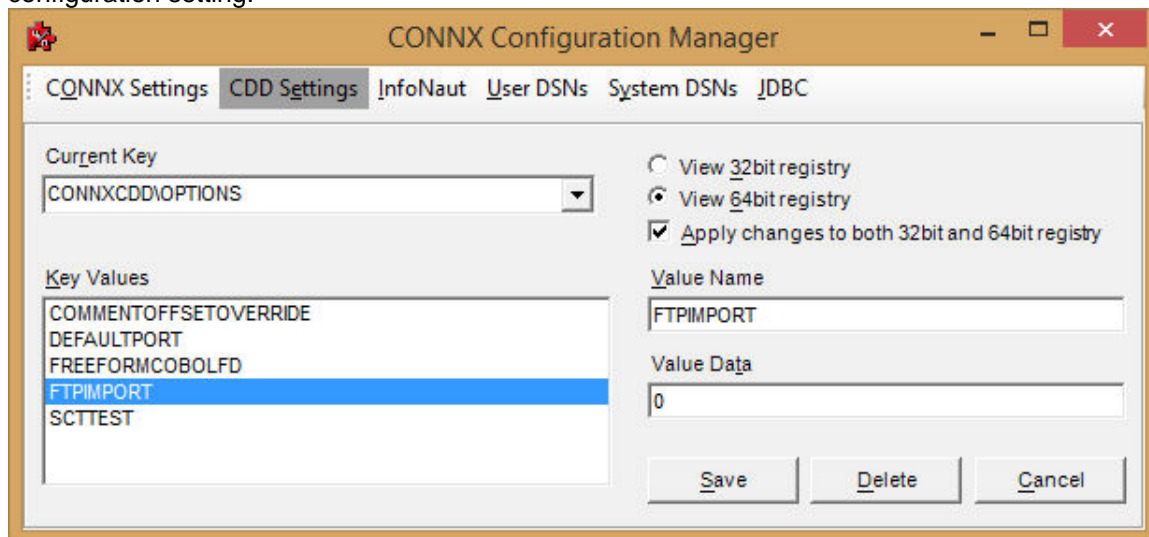 configuration setting.
CONNX Configuration Manager
CONNX Settings CDD Settings InfoNaut User DSNs System DSNs JDBC
Current Key
CONNXCDD\OPTIONS
View 32bit registry
View 64bit registry
Apply changes to both 32bit and 64bit registry
Key Values
COMMENTOFFSETOVERRIDE
DEFAULTPORT
FREEFORMCOBOLFD
FTPIMPORT
SCTTEST
Value Name
FTPIMPORT
Value Data
0
Save Delete Cancel